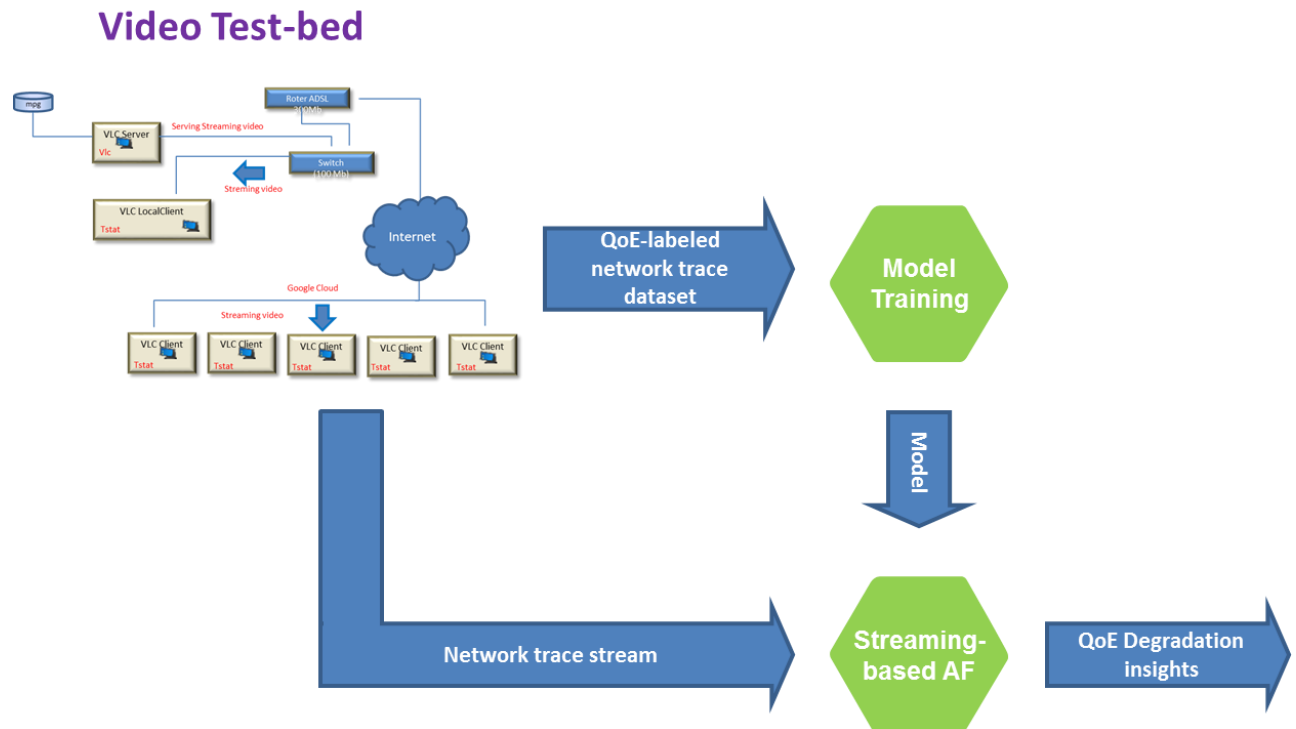 Video Test-bed
mpg
Roter ADSL
300Mb
VLC Server
Vlc
Serving Streaming video
Switch
(100 Mb)
Streming video
VLC LocalClient
Tstat
Internet
QoE-labeled
network trace
dataset
Model
Training
Google Cloud
Streaming video
VLC Client
Tstat
VLC Client
Tstat
VLC Client
Tstat
VLC Client
Tstat
VLC Client
Tstat
Model
Network trace stream
Streaming-
based AF
QoE Degradation
insights